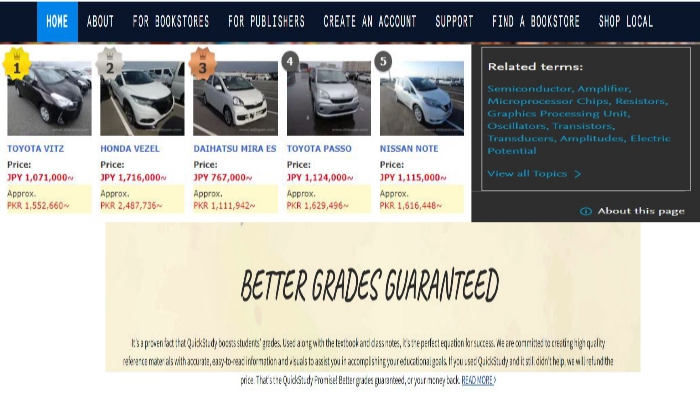 HOME ABOUT FOR BOOKSTORES FOR PUBLISHERS CREATE AN ACCOUNT SUPPORT FIND A BOOKSTORE SHOP LOCAL
1 2 3 4 5
TOYOTA VITZ HONDA VEZEL DAIHATSU MIRA ES TOYOTA PASSO NISSAN NOTE
Price: Price: Price: Price: Price:
JPY 1,071,000~ JPY 1,716,000~ JPY 767,000~ JPY 1,124,000~ JPY 1,115,000~
Approx. Approx. Approx. Approx. Approx.
PKR 1,552,660~ PKR 2,487,736~ PKR 1,111,942~ PKR 1,629,496~ PKR 1,616,448~
Related terms:
Semiconductor, Amplifier,
Microprocessor Chips, Resistors,
Graphics Processing Unit,
Oscillators, Transistors,
Transducers, Amplitudes, Electric
Potential
View all Topics >
About this page
BETTER GRADES GUARANTEED
It's a proven fact that QuickStudy boosts students' grades. Used along with the textbook and class notes, it's the perfect equation for success. We are committed to creating high quality
reference materials with accurate, easy-to-read information and visuals to assist you in accomplishing your educational goals. If you used QuickStudy and it still didn't help, we will refund the
price. That's the QuickStudy Promise! Better grades guaranteed, or your money back. READ MORE>